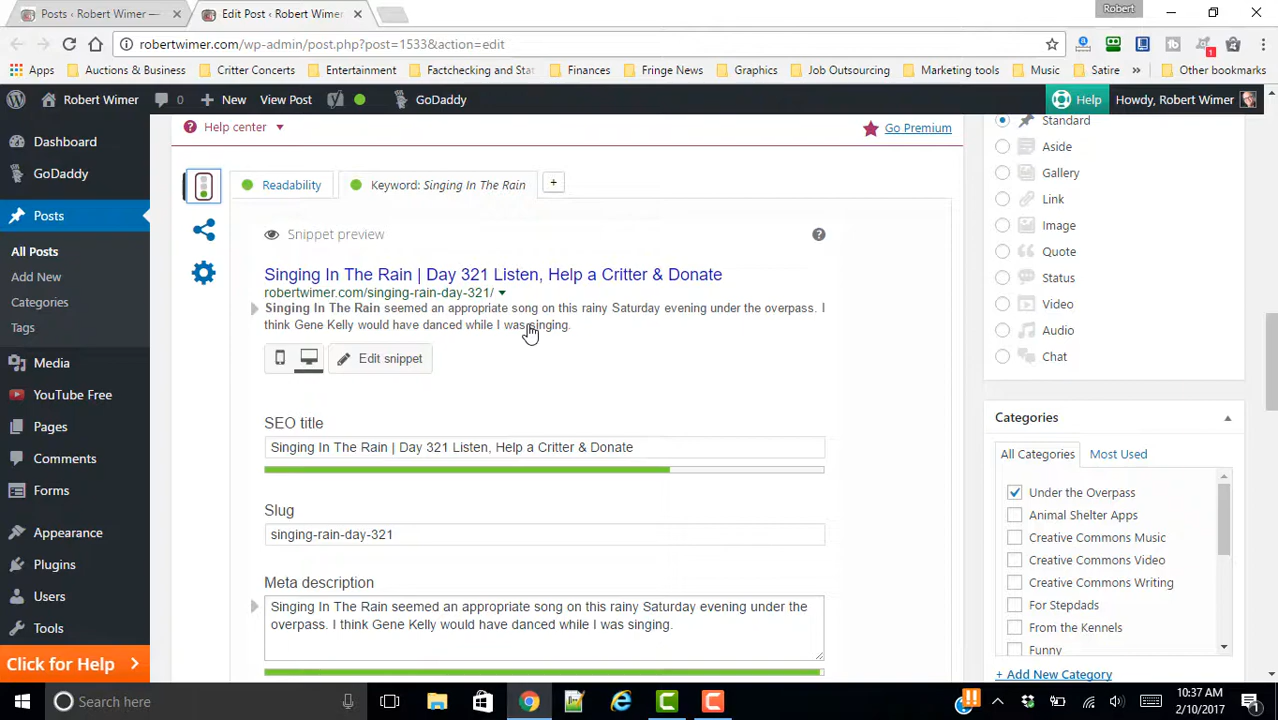 Posts ‹ Robert Wimer —
Edit Post ‹ Robert Wimer
Robert
robertwimer.com/wp-admin/post.php?post=1533&action=edit
1
Apps
Auctions & Business
Critter Concerts
Entertainment
Factchecking and Stati
Finances
Fringe News
Graphics
Job Outsourcing
Marketing tools
Music
Satire
»
Other bookmarks
Robert Wimer
0
New
View Post
GoDaddy
Help
Howdy, Robert Wimer
Dashboard
GoDaddy
Posts
All Posts
Add New
Categories
Tags
Media
YouTube Free
Pages
Comments
Forms
Appearance
Plugins
Users
Tools
Click for Help
Help center
Go Premium
Readability
Keyword: Singing In The Rain
+
Snippet preview
?
Singing In The Rain | Day 321 Listen, Help a Critter & Donate
robertwimer.com/singing-rain-day-321/
Singing In The Rain seemed an appropriate song on this rainy Saturday evening under the overpass. I
think Gene Kelly would have danced while I was singing.
Edit snippet
SEO title
Singing In The Rain | Day 321 Listen, Help a Critter & Donate
Slug
singing-rain-day-321
Meta description
Singing In The Rain seemed an appropriate song on this rainy Saturday evening under the
overpass. I think Gene Kelly would have danced while I was singing.
Standard
Aside
Gallery
Link
Image
Quote
Status
Video
Audio
Chat
Categories
All Categories
Most Used
Under the Overpass
Animal Shelter Apps
Creative Commons Music
Creative Commons Video
Creative Commons Writing
For Stepdads
From the Kennels
Funny
+ Add New Category
Search here
10:37 AM
2/10/2017
1